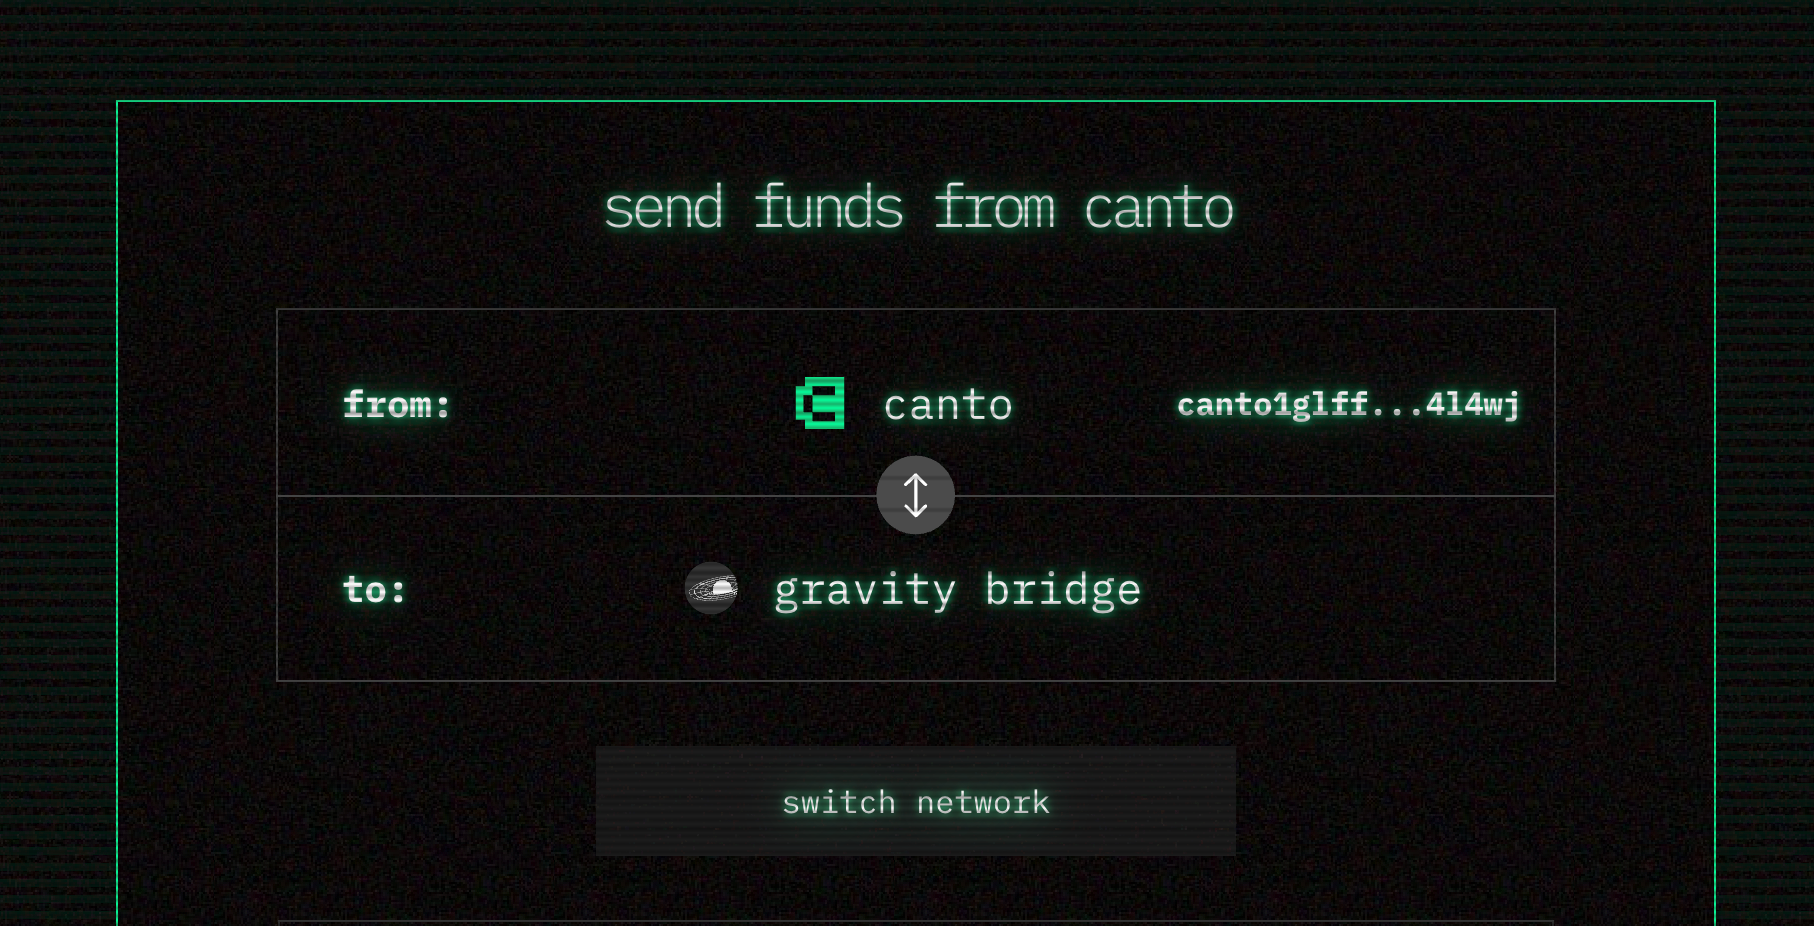 send funds from canto
from: canto canto1glff...4l4wj
to: gravity bridge
switch network